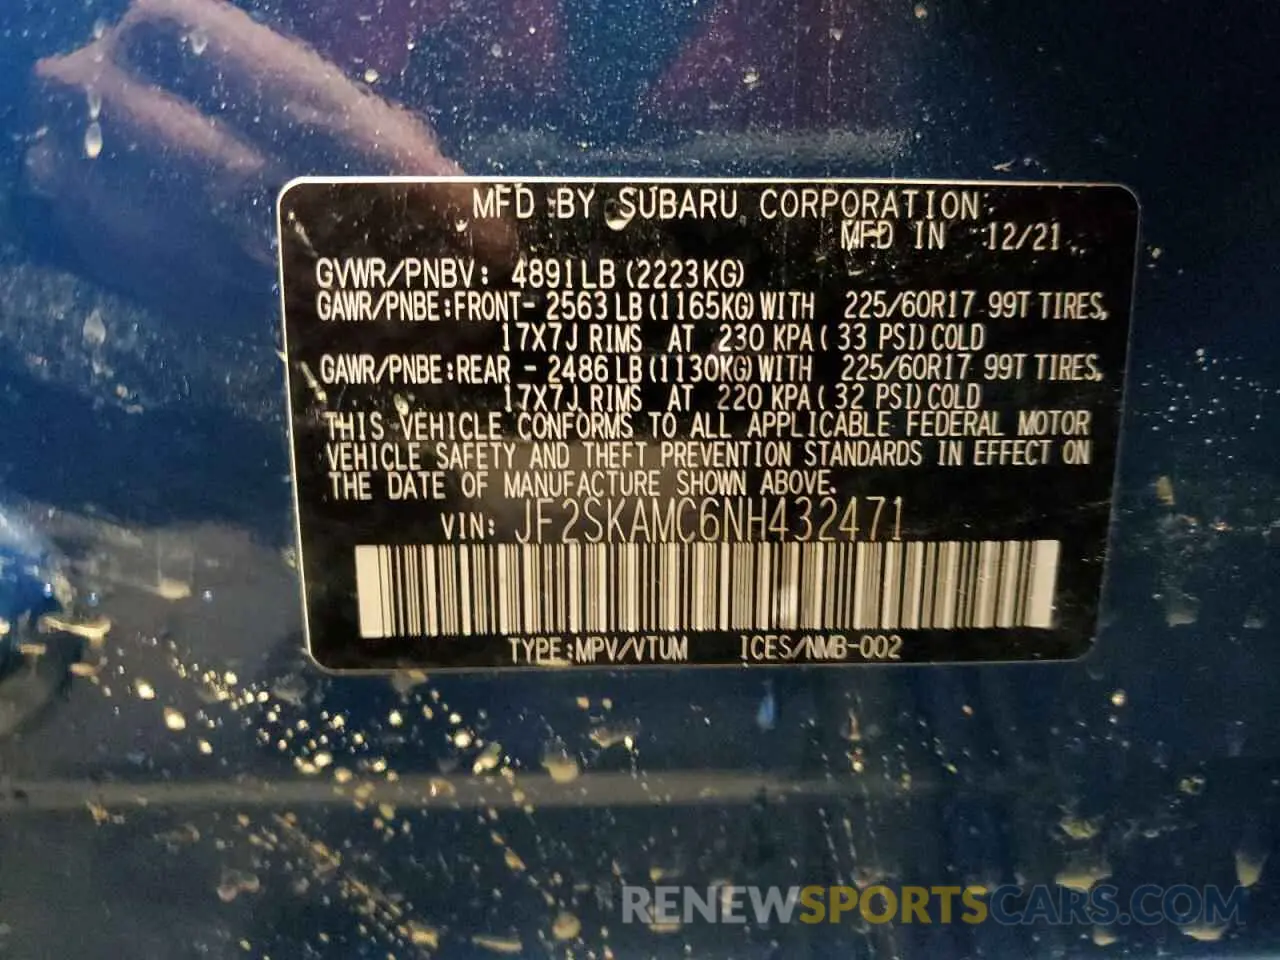 MFD BY SUBARU CORPORATION
MFD IN 12/21
GVWR/PNBV: 4891LB (2223KG)
GAWR/PNBE:FRONT- 2563 LB (1165KG) WITH 225/60R17 99T TIRES,
17X7J RIMS AT 230 KPA ( 33 PSI) COLD
GAWR/PNBE:REAR - 2486 LB (1130KG) WITH 225/60R17 99T TIRES,
17X7J RIMS AT 220 KPA ( 32 PSI) COLD
THIS VEHICLE CONFORMS TO ALL APPLICABLE FEDERAL MOTOR
VEHICLE SAFETY AND THEFT PREVENTION STANDARDS IN EFFECT ON
THE DATE OF MANUFACTURE SHOWN ABOVE.
VIN: JF2SKAMC6NH432471
TYPE:MPV/VTUM ICES/NMB-002
RENEWSPORTSCARS.COM